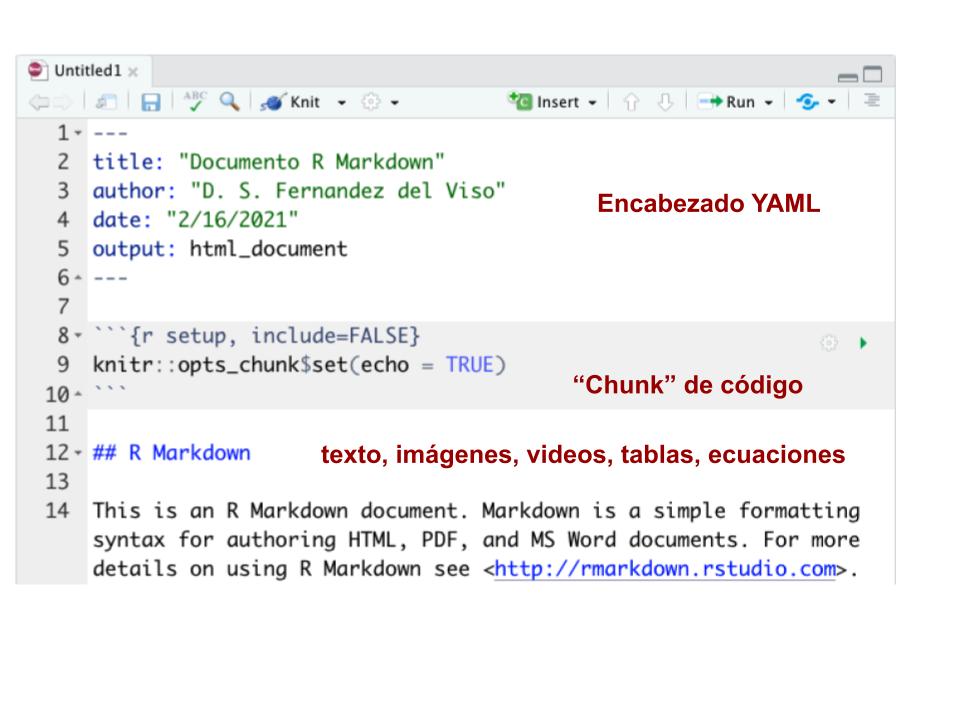 Untitled1
ABC
Knit
Insert
Run
1 ---
2 title: "Documento R Markdown"
3 author: "D. S. Fernandez del Viso"
Encabezado YAML
4 date: "2/16/2021"
5 output: html_document
6 ---
7
8 ```{r setup, include=FALSE}
9 knitr::opts_chunk$set(echo = TRUE)
“Chunk” de código
10 ```
11
12 ## R Markdown texto, imágenes, videos, tablas, ecuaciones
13
14 This is an R Markdown document. Markdown is a simple formatting
syntax for authoring HTML, PDF, and MS Word documents. For more
details on using R Markdown see <http://rmarkdown.rstudio.com>.